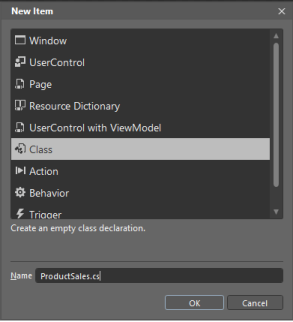 New Item
Window
UserControl
Page
Resource Dictionary
UserControl with ViewModel
Class
Action
Behavior
Trigger
Create an empty class declaration.
Name ProductSales.cs
OK Cancel